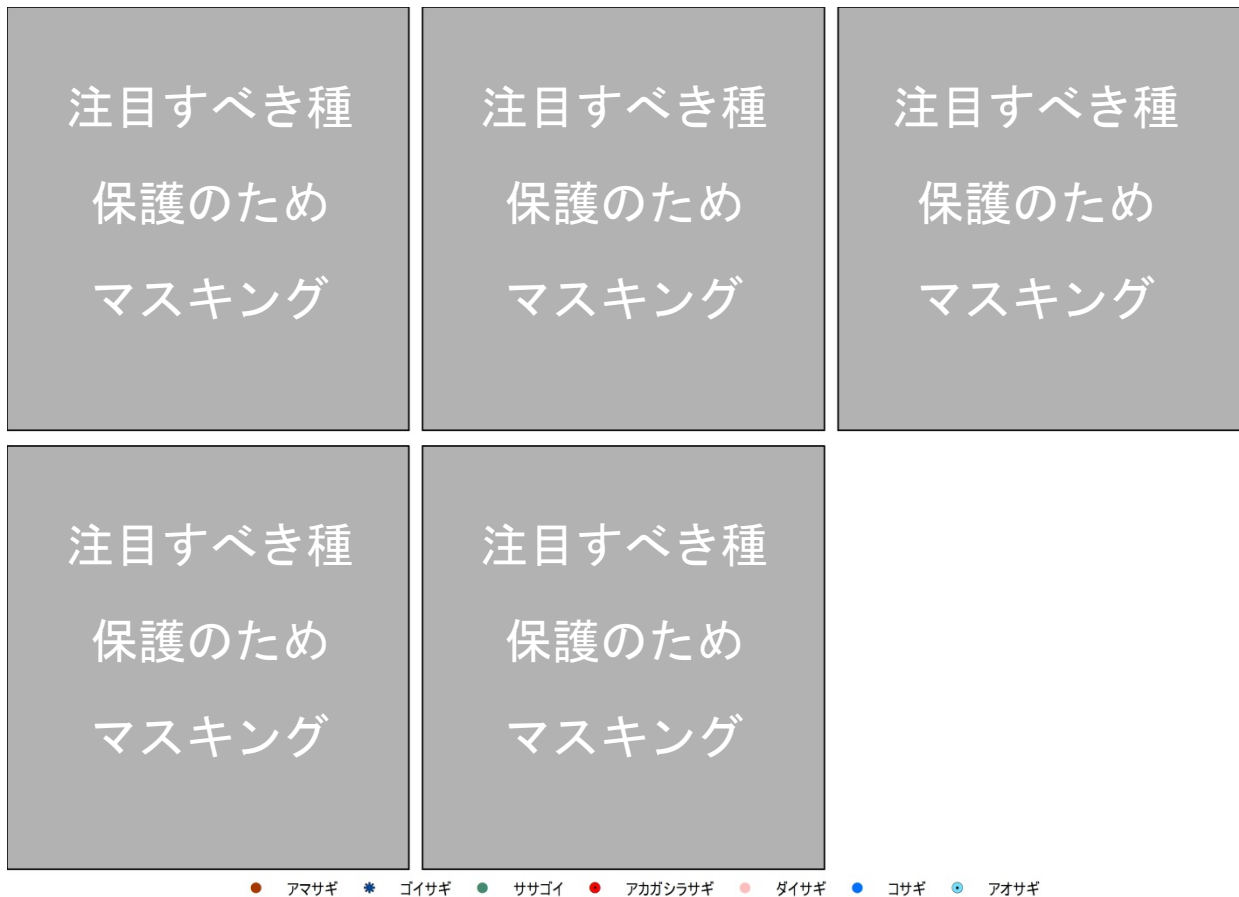 注目すべき種
保護のため
マスキング
注目すべき種
保護のため
マスキング
注目すべき種
保護のため
マスキング
注目すべき種
保護のため
マスキング
注目すべき種
保護のため
マスキング
アマサギ ゴイサギ ササゴイ アカガシラサギ ダイサギ コサギ アオサギ